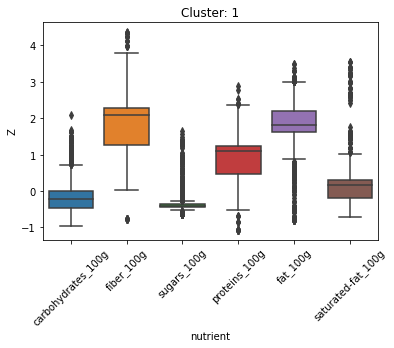 Cluster: 1
4
3
2
1
0
−1
Z
carbohydrates_100g
fiber_100g
sugars_100g
proteins_100g
fat_100g
saturated-fat_100g
nutrient